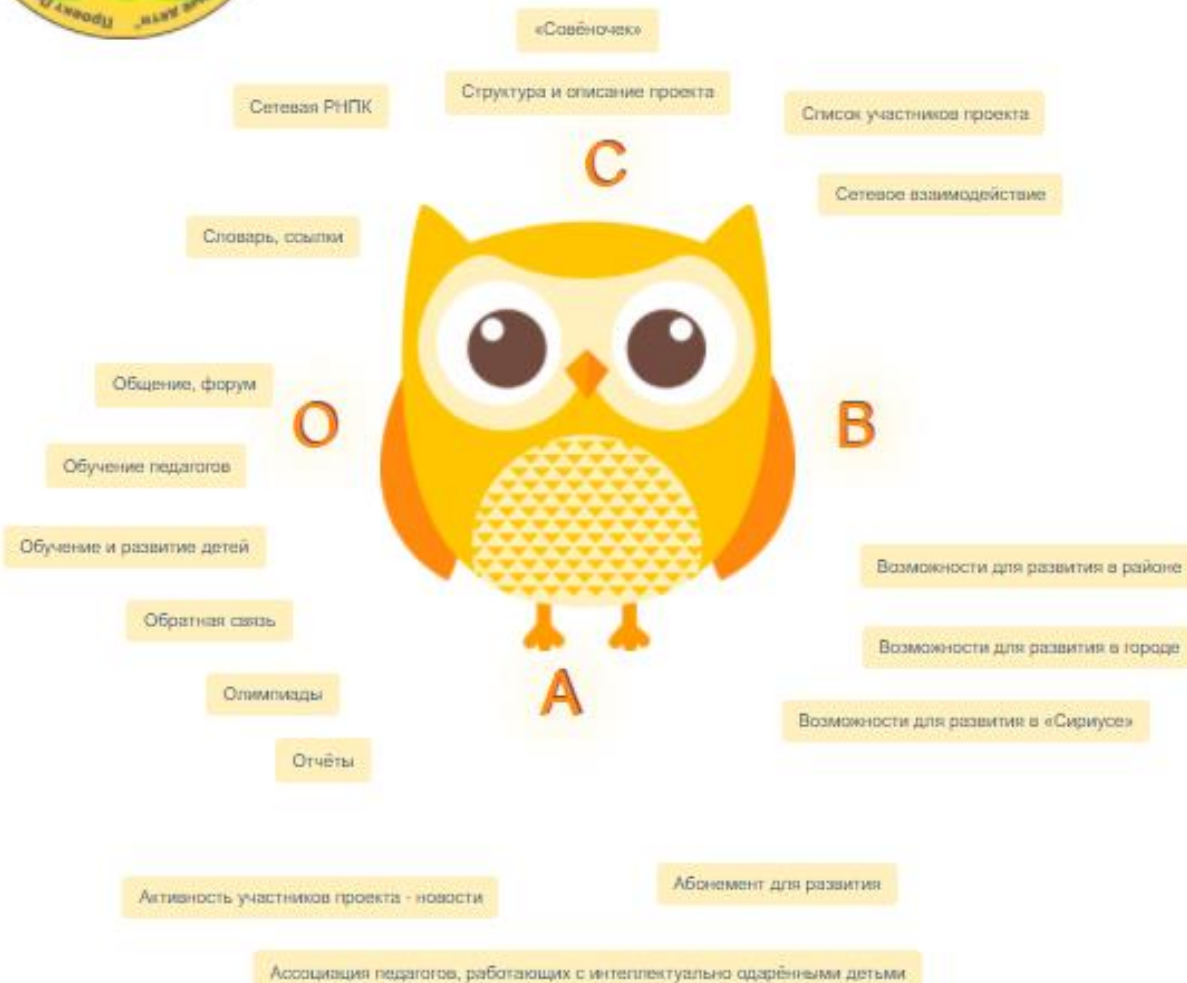 Проект
дети"
«Совёночек»
Структура и описание проекта
Сетевая РНПК
Список участников проекта
С
Сетевое взаимодействие
Словарь, ссылки
Общение, форум
О
В
Обучение педагогов
Обучение и развитие детей
Возможности для развития в районе
Обратная связь
Возможности для развития в городе
Олимпиады
А
Возможности для развития в «Сириусе»
Отчёты
Активность участников проекта - новости
Абонемент для развития
Ассоциация педагогов, работающих с интеллектуально одарёнными детьми